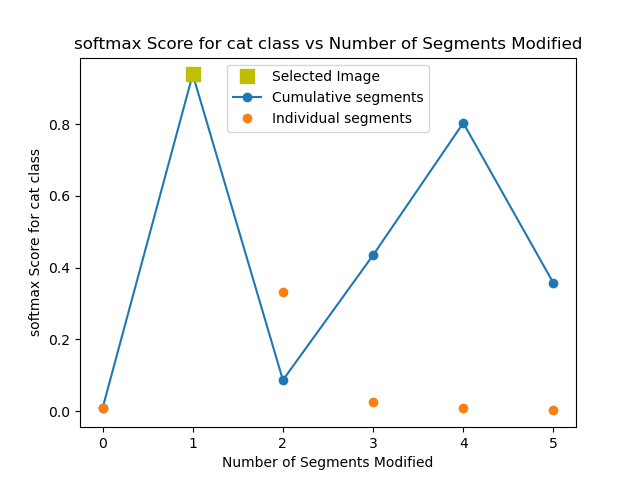 softmax Score for cat class vs Number of Segments Modified
Selected Image
Cumulative segments
Individual segments
softmax Score for cat class
0.8
0.6
0.4
0.2
0.0
0 1 2 3 4 5
Number of Segments Modified